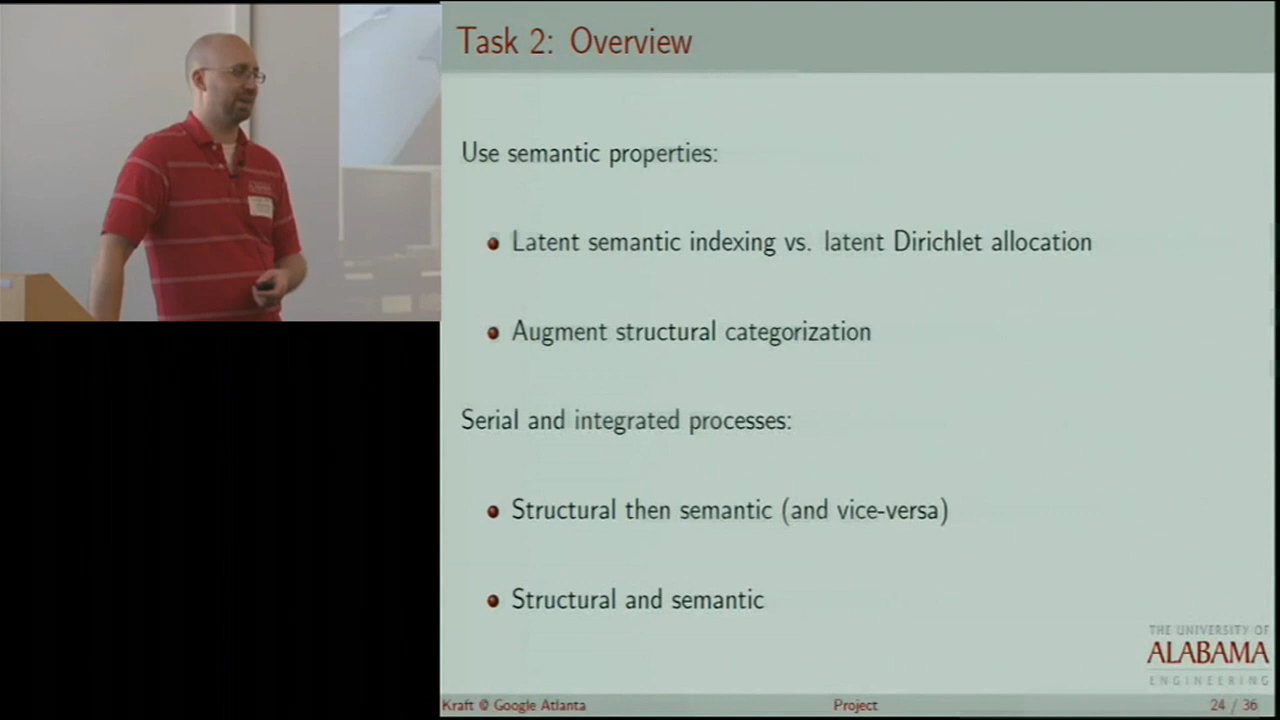 Task 2: Overview
Use semantic properties:
Latent semantic indexing vs. latent Dirichlet allocation
Augment structural categorization
Serial and integrated processes:
Structural then semantic (and vice-versa)
Structural and semantic
THE UNIVERSITY OF
ALABAMA
ENGINEERING
Kraft @ Google Atlanta
Project
24 / 36